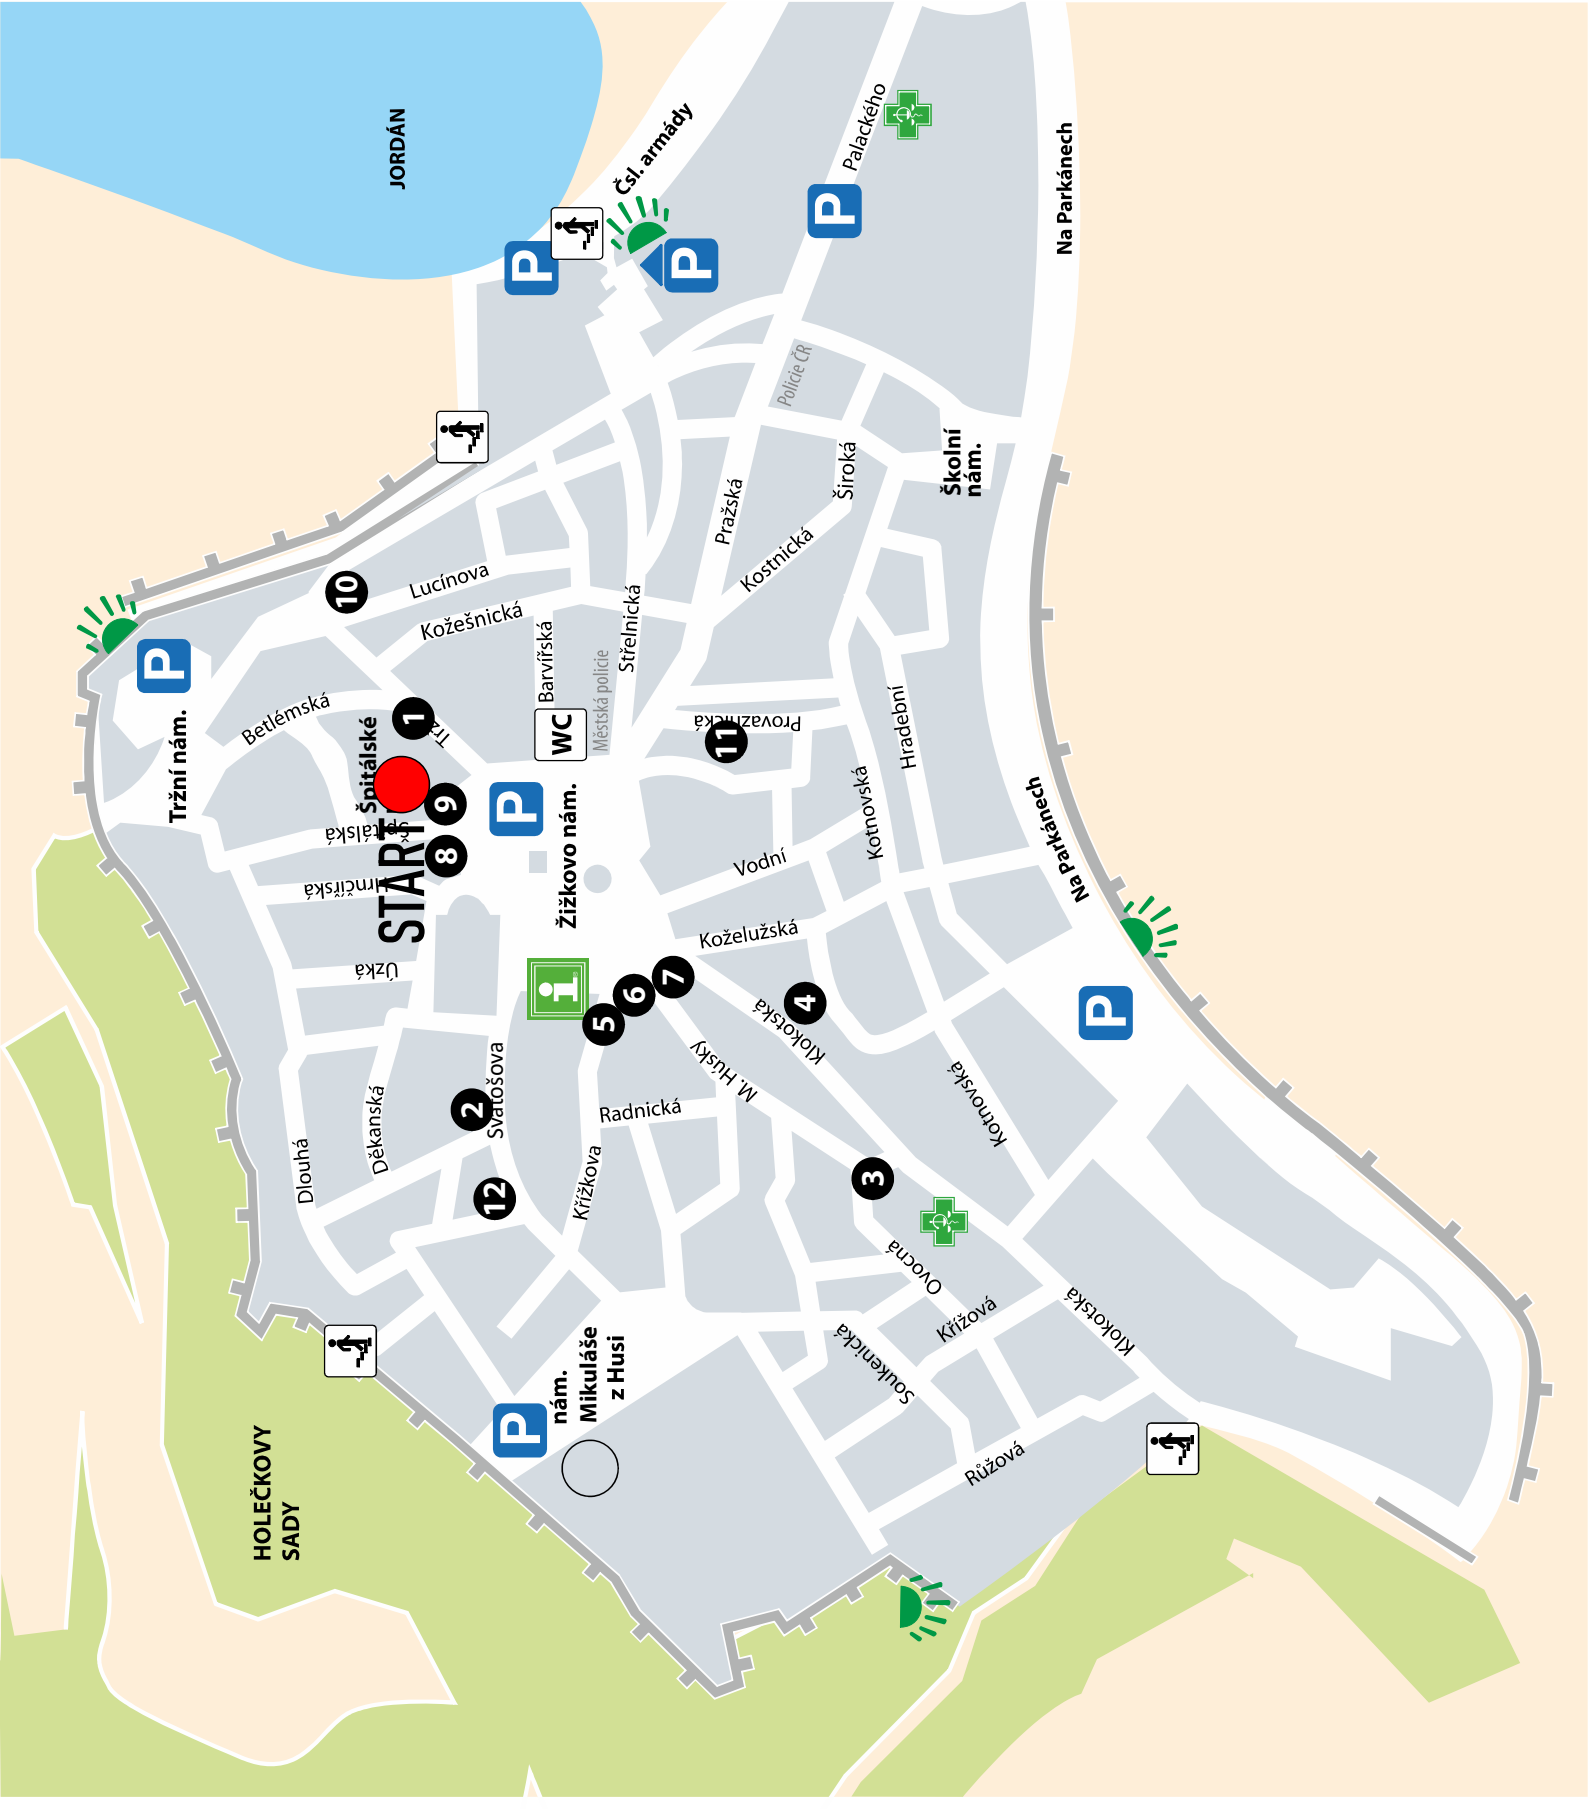 JORDÁN
Čsl. armády
Palackého
Na Parkánech
P
P
P
Policie ČR
Školní
nám.
Široká
Pražská
Kostnická
Lucínova
Kožešnická
Barvířská
Střelnická
Městská policie
10
P
Tržní nám.
Betlémská
Špitálské
1
WC
Provaznická
11
Hradební
Kotnovská
9
P
Žižkovo nám.
Špitálská
8
START
Hrnčířská
Vodní
Koželužská
Na Parkánech
Úzká
i
5
6
7
4
Klokotská
P
M. Húsky
Svatošova
2
Děkanská
Dlouhá
Radnická
Křížkova
12
Kotnovská
3
Ovocná
Křížová
Klokotská
Soukenická
Růžová
P
nám.
Mikuláše
z Husi
HOLEČKOVY
SADY